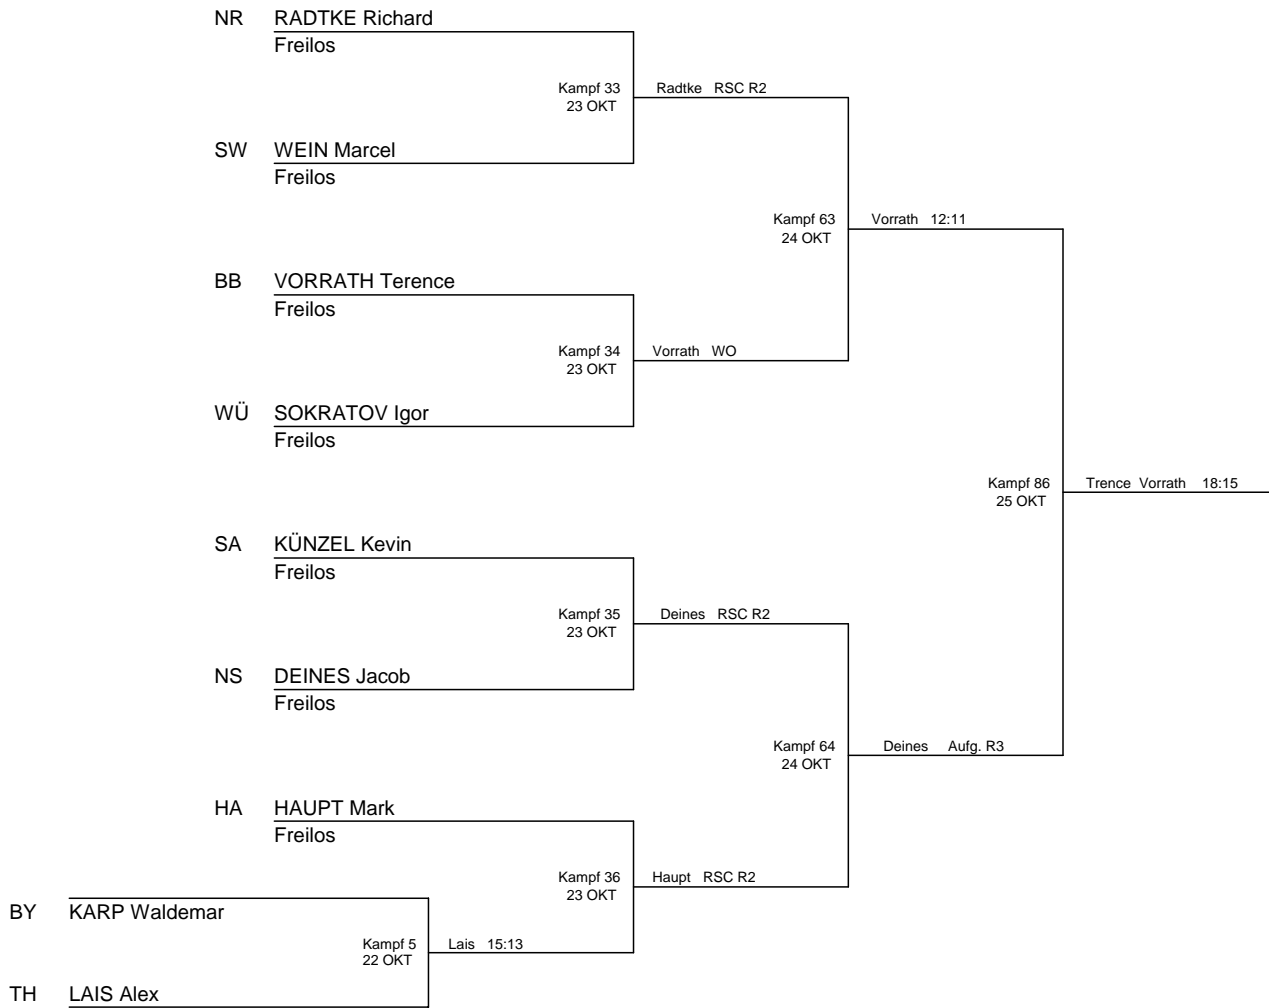 NR RADTKE Richard
Freilos
Kampf 33 Radtke RSC R2
23 OKT
SW WEIN Marcel
Freilos
Kampf 63 Vorrath 12:11
24 OKT
BB VORRATH Terence
Freilos
Kampf 34 Vorrath WO
23 OKT
WÜ SOKRATOV Igor
Freilos
Kampf 86 Trence Vorrath 18:15
25 OKT
SA KÜNZEL Kevin
Freilos
Kampf 35 Deines RSC R2
23 OKT
NS DEINES Jacob
Freilos
Kampf 64 Deines Aufg. R3
24 OKT
HA HAUPT Mark
Freilos
Kampf 36 Haupt RSC R2
23 OKT
BY KARP Waldemar
Kampf 5 Lais 15:13
22 OKT
TH LAIS Alex